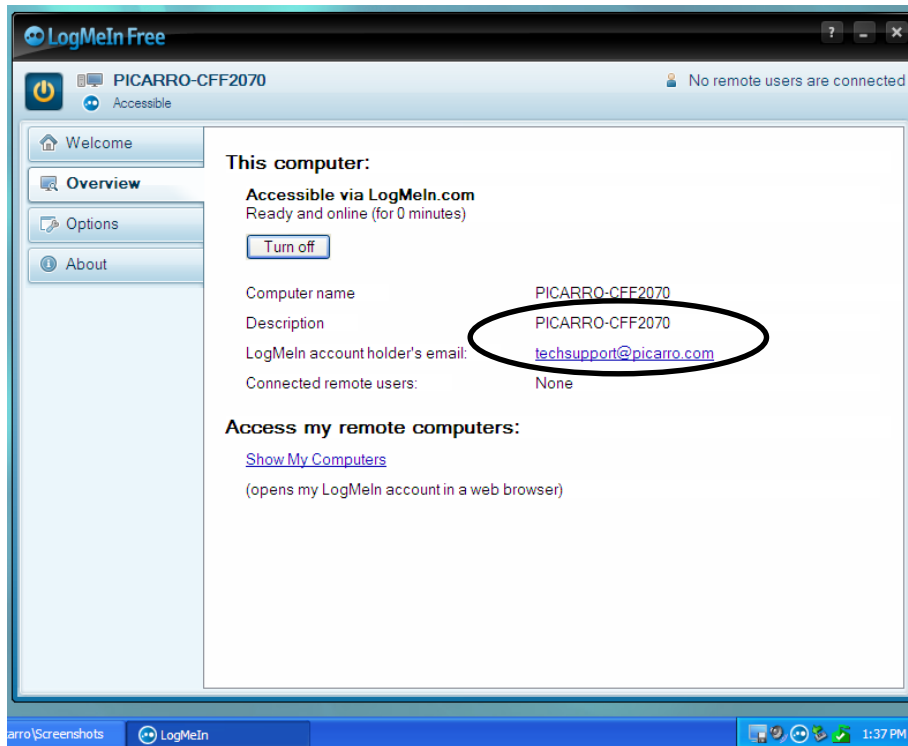 LogMeIn Free
PICARRO-CFF2070
No remote users are connected
Accessible
Welcome
Overview
Options
About
This computer:
Accessible via LogMeIn.com
Ready and online (for 0 minutes)
Turn off
Computer name PICARRO-CFF2070
Description PICARRO-CFF2070
LogMeIn account holder's email: techsupport@picarro.com
Connected remote users: None
Access my remote computers:
Show My Computers
(opens my LogMeIn account in a web browser)
arro\Screenshots LogMeIn 1:37 PM